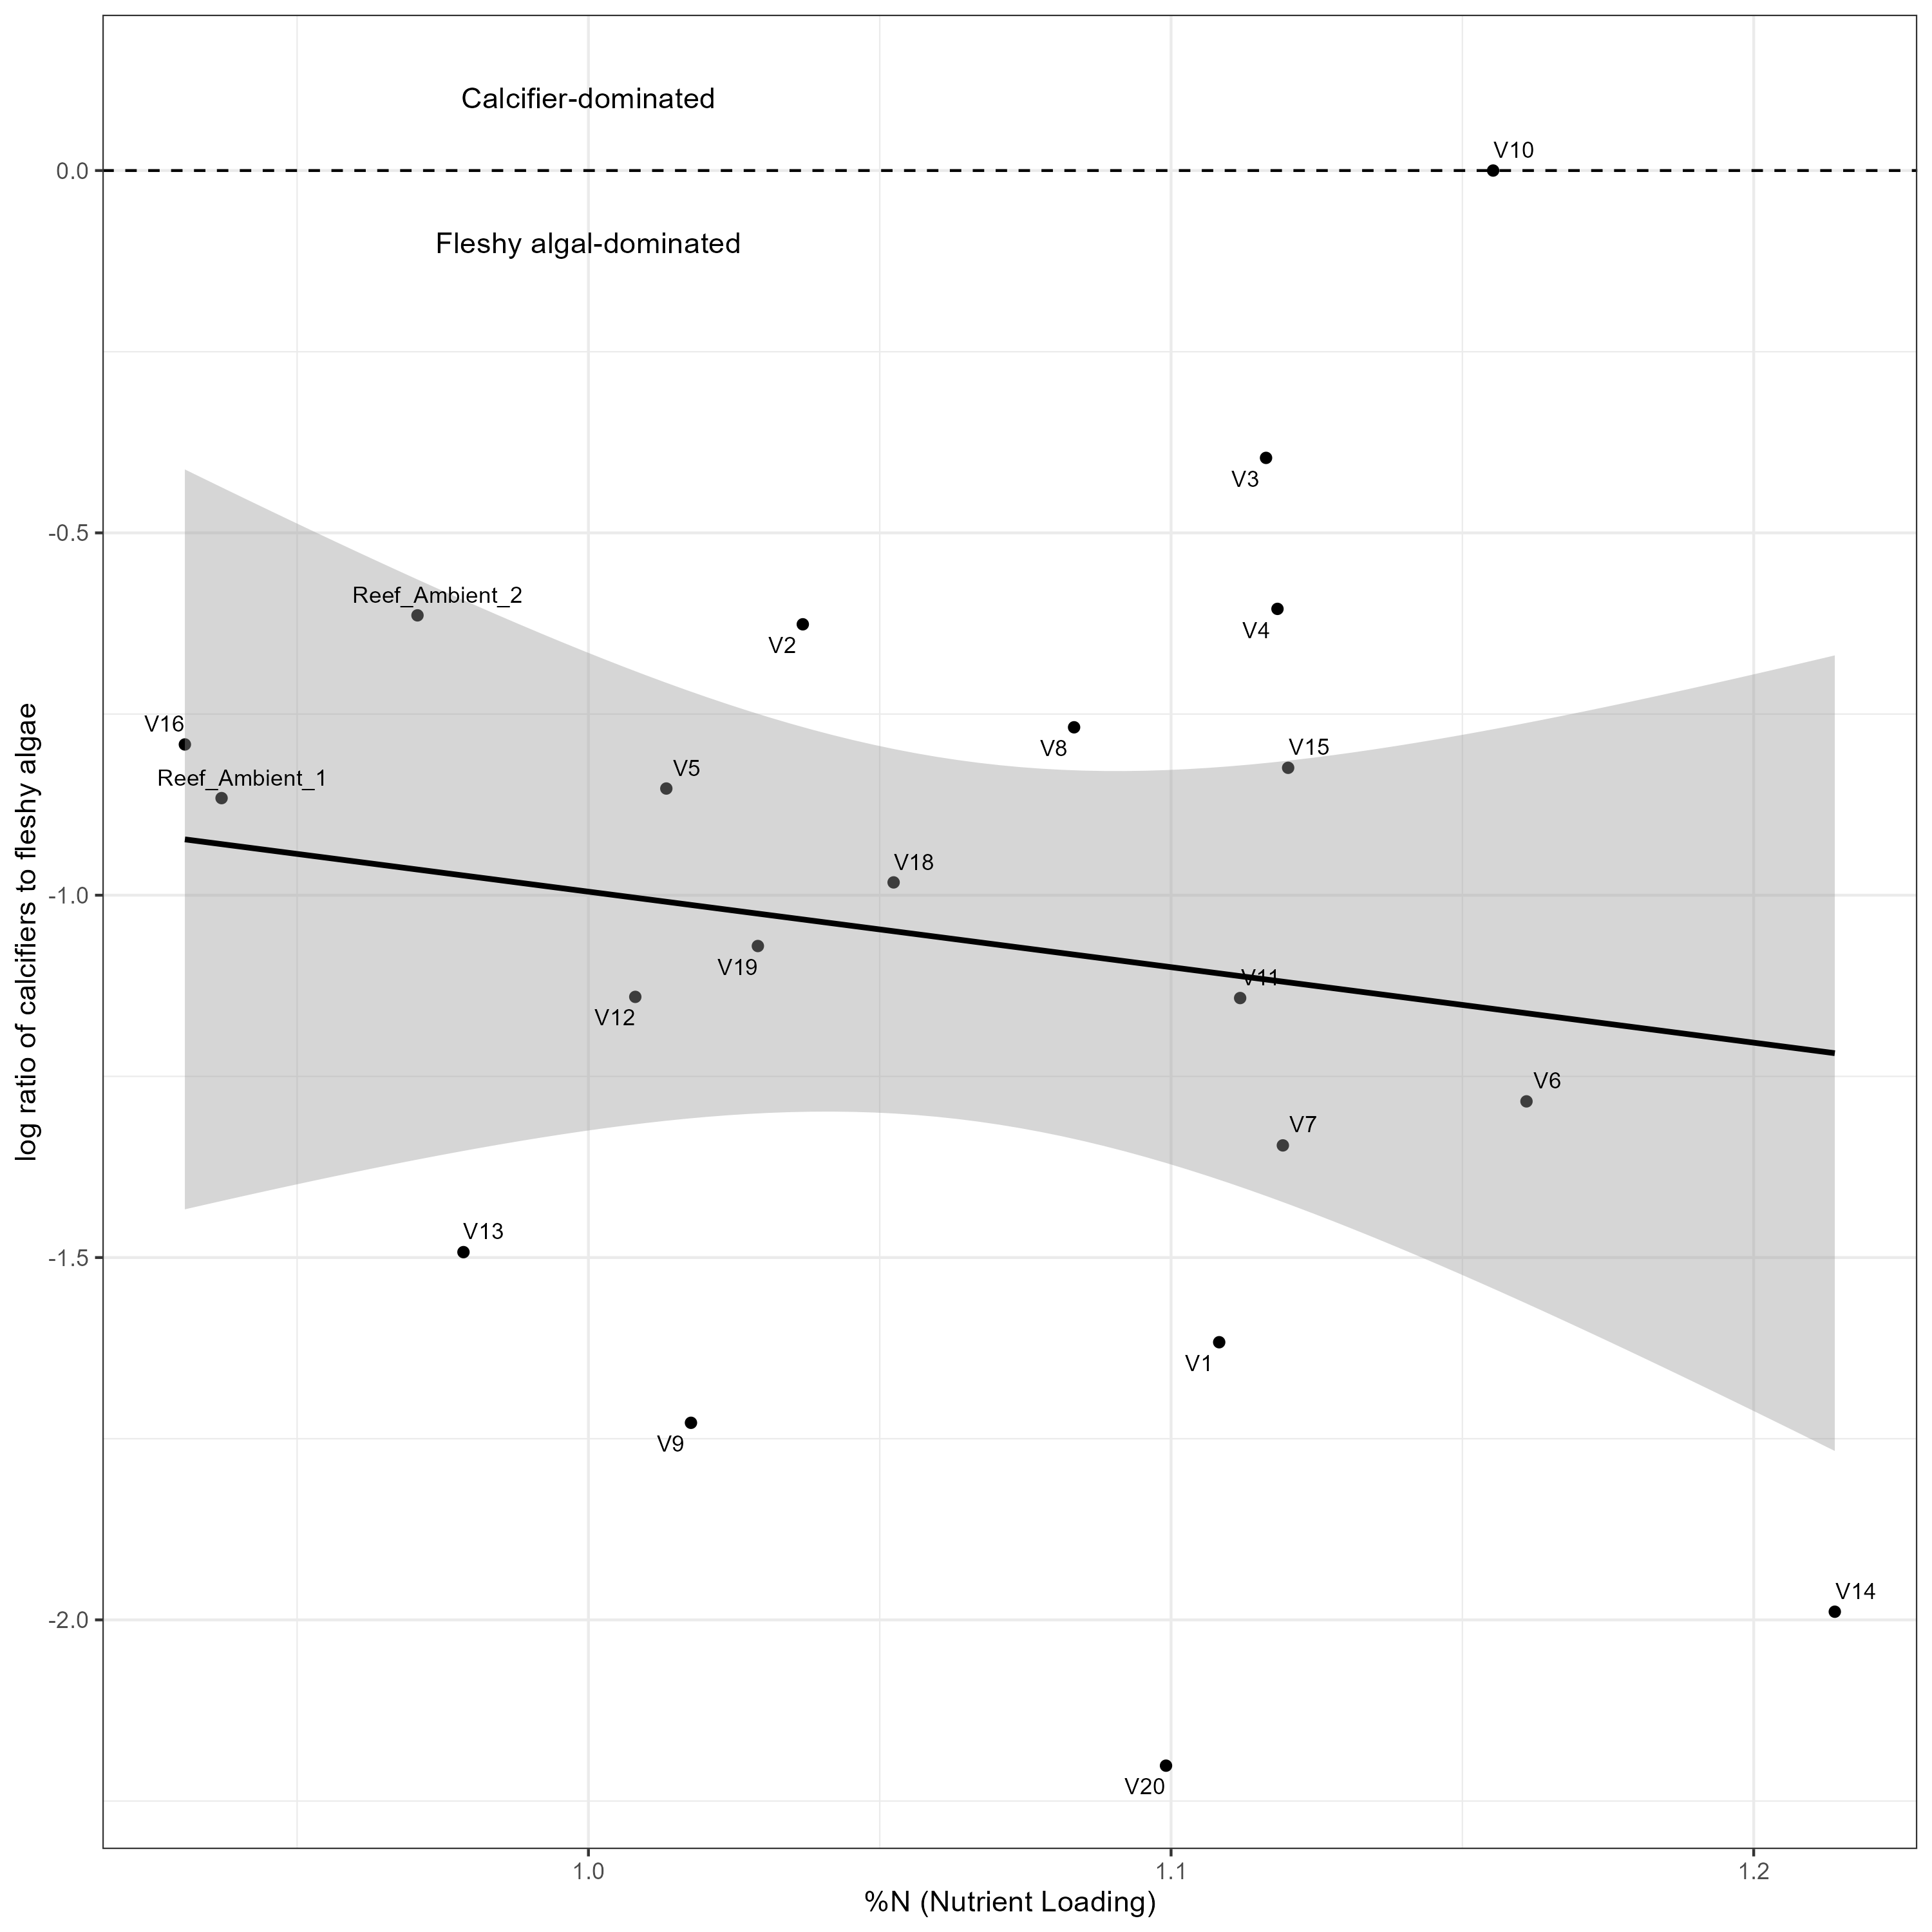 Calcifier-dominated
V10
0.0
Fleshy algal-dominated
V3
-0.5
Reef_Ambient_2
V4
V2
V16
V8
V15
V5
Reef_Ambient_1
V18
-1.0
V19
V11
V12
V6
V7
V13
-1.5
V1
V9
V14
-2.0
V20
1.0
1.1
1.2
%N (Nutrient Loading)
log ratio of calcifiers to fleshy algae